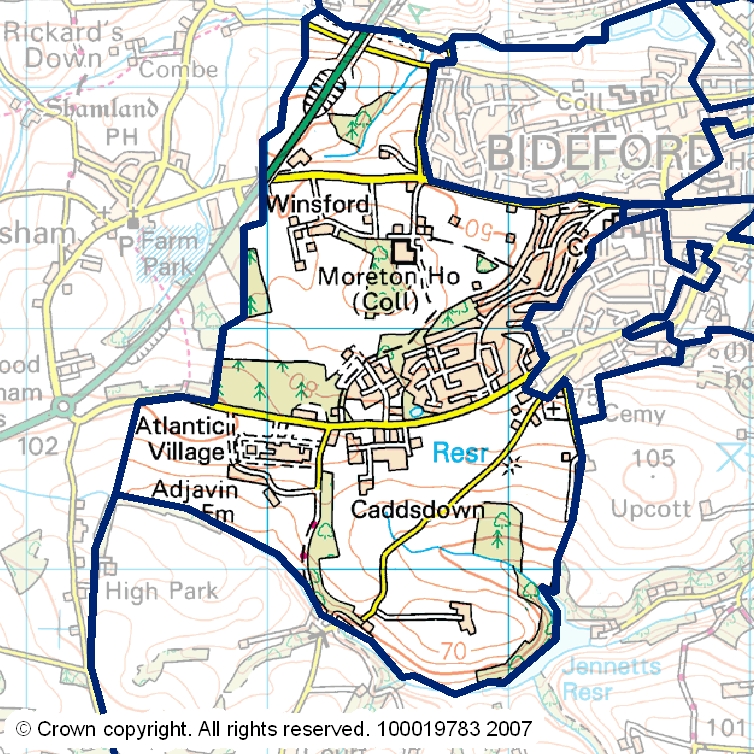 Rickard's
Down
Combe
Shamland
PH
Coll
BIDEFORD
H
Winsford
50
sham
P
Farm
Park
Moreton Ho
(Coll)
C
80
ood
ham
s
102
75
Cemy
Atlantic
Village
Resr
105
Adjavin
Fm
Caddsdown
Upcott
High Park
70
Jennetts
Resr
101
© Crown copyright. All rights reserved. 100019783 2007